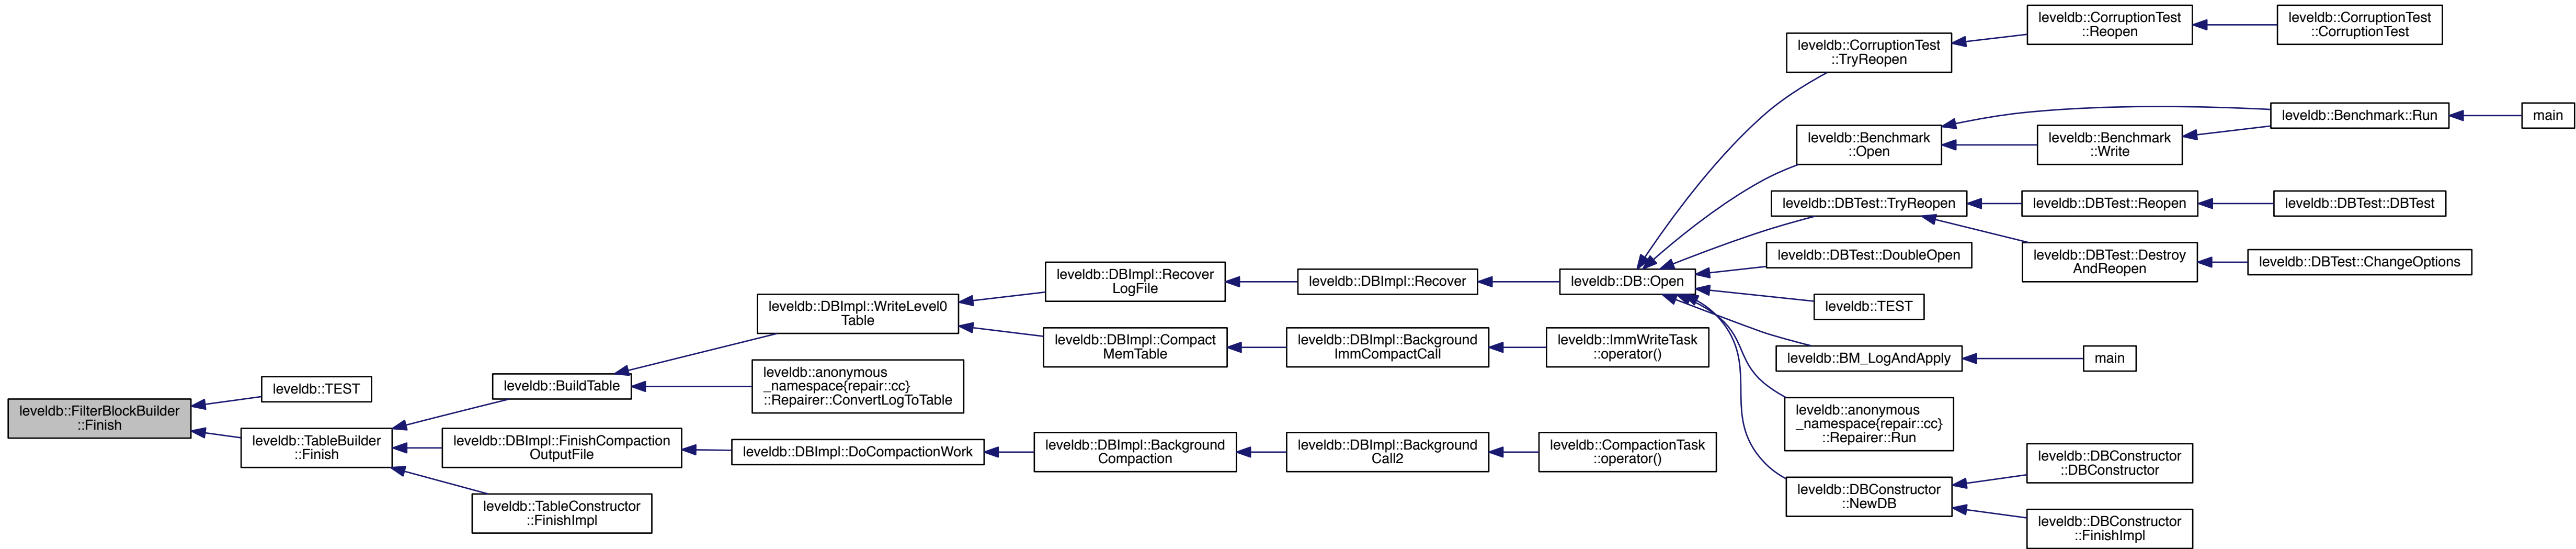 leveldb::FilterBlockBuilder
::Finish
leveldb::TEST
leveldb::TableBuilder
::Finish
leveldb::BuildTable
leveldb::DBImpl::FinishCompaction
OutputFile
leveldb::TableConstructor
::FinishImpl
leveldb::DBImpl::WriteLevel0
Table
leveldb::anonymous
_namespace{repair::cc}
::Repairer::ConvertLogToTable
leveldb::DBImpl::DoCompactionWork
leveldb::DBImpl::Recover
LogFile
leveldb::DBImpl::Compact
MemTable
leveldb::DBImpl::Background
Compaction
leveldb::DBImpl::Recover
leveldb::DBImpl::Background
ImmCompactCall
leveldb::DBImpl::Background
Call2
leveldb::DB::Open
leveldb::ImmWriteTask
::operator()
leveldb::CompactionTask
::operator()
leveldb::CorruptionTest
::TryReopen
leveldb::CorruptionTest
::Reopen
leveldb::CorruptionTest
::CorruptionTest
leveldb::Benchmark
::Open
leveldb::Benchmark
::Write
leveldb::Benchmark::Run
main
leveldb::DBTest::TryReopen
leveldb::DBTest::Reopen
leveldb::DBTest::DBTest
leveldb::DBTest::DoubleOpen
leveldb::DBTest::Destroy
AndReopen
leveldb::DBTest::ChangeOptions
leveldb::TEST
leveldb::BM_LogAndApply
main
leveldb::anonymous
_namespace{repair::cc}
::Repairer::Run
leveldb::DBConstructor
::NewDB
leveldb::DBConstructor
::DBConstructor
leveldb::DBConstructor
::FinishImpl